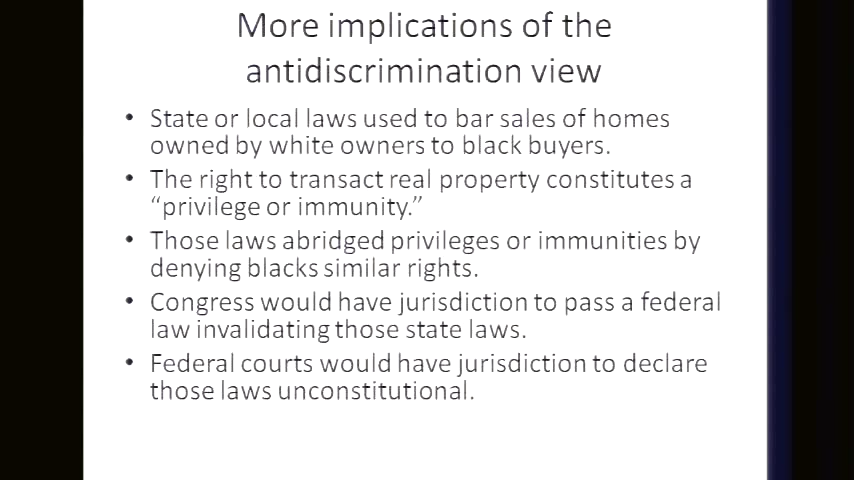 More implications of the
antidiscrimination view
• State or local laws used to bar sales of homes
owned by white owners to black buyers.
• The right to transact real property constitutes a
“privilege or immunity.”
• Those laws abridged privileges or immunities by
denying blacks similar rights.
• Congress would have jurisdiction to pass a federal
law invalidating those state laws.
• Federal courts would have jurisdiction to declare
those laws unconstitutional.